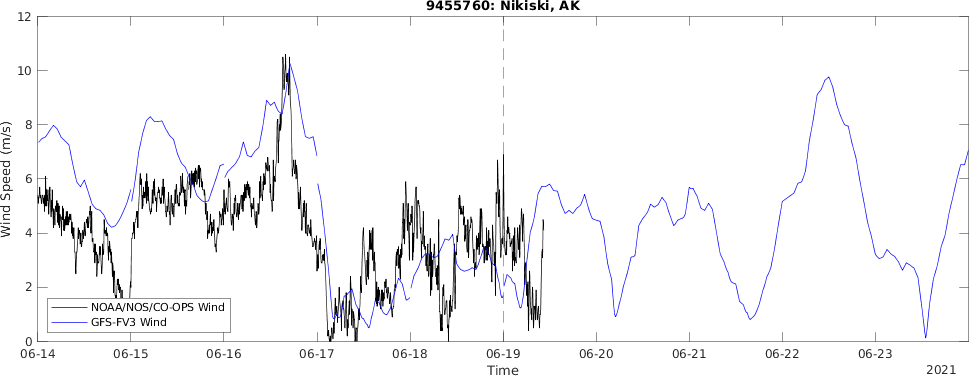 9455760: Nikiski, AK
Wind Speed (m/s)
12
10
8
6
4
2
0
NOAA/NOS/CO-OPS Wind
GFS-FV3 Wind
06-14 06-15 06-16 06-17 06-18 06-19 06-20 06-21 06-22 06-23
Time
2021